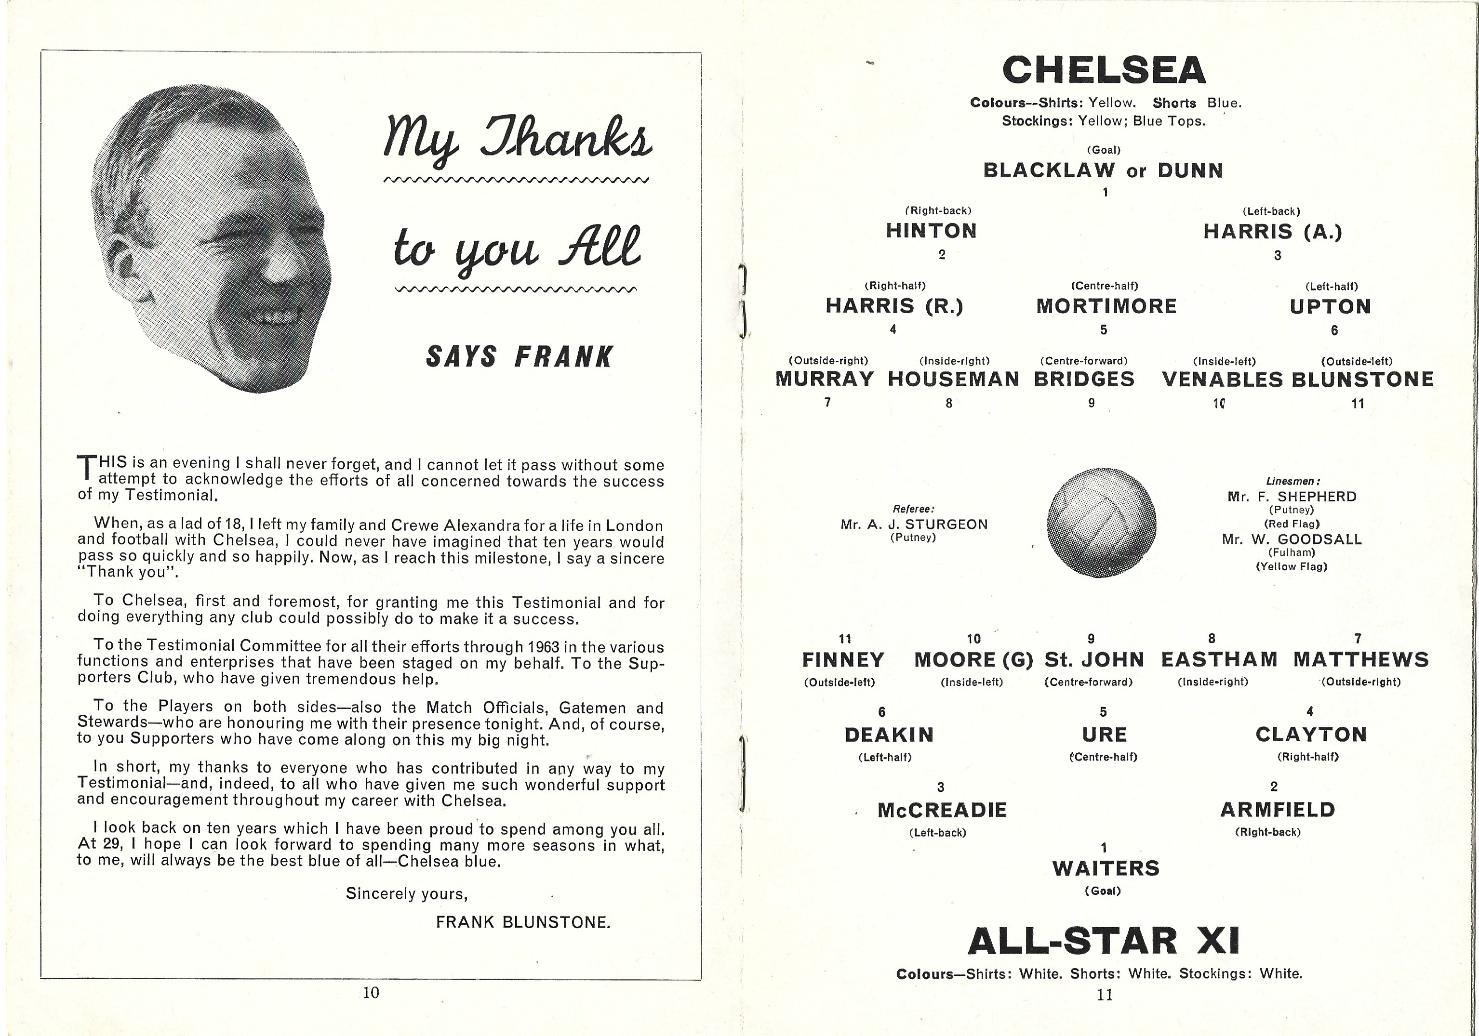 My Thanks
to you All
SAYS FRANK
THIS is an evening I shall never forget, and I cannot let it pass without some
attempt to acknowledge the efforts of all concerned towards the success
of my Testimonial.
When, as a lad of 18, I left my family and Crewe Alexandra for a life in London
and football with Chelsea, I could never have imagined that ten years would
pass so quickly and so happily. Now, as I reach this milestone, I say a sincere
“Thank you”.
To Chelsea, first and foremost, for granting me this Testimonial and for
doing everything any club could possibly do to make it a success.
To the Testimonial Committee for all their efforts through 1963 in the various
functions and enterprises that have been staged on my behalf. To the Sup-
porters Club, who have given tremendous help.
To the Players on both sides—also the Match Officials, Gatemen and
Stewards—who are honouring me with their presence tonight. And, of course,
to you Supporters who have come along on this my big night.
In short, my thanks to everyone who has contributed in any way to my
Testimonial—and, indeed, to all who have given me such wonderful support
and encouragement throughout my career with Chelsea.
I look back on ten years which I have been proud to spend among you all.
At 29, I hope I can look forward to spending many more seasons in what,
to me, will always be the best blue of all—Chelsea blue.
Sincerely yours,
FRANK BLUNSTONE.
10
CHELSEA
Colours--Shirts: Yellow. Shorts Blue.
Stockings: Yellow; Blue Tops.
(Goal)
BLACKLAW or DUNN
1
(Right-back) (Left-back)
HINTON HARRIS (A.)
2 3
(Right-half) (Centre-half) (Left-half)
HARRIS (R.) MORTIMORE UPTON
4 5 6
(Outside-right) (Inside-right) (Centre-forward) (Inside-left) (Outside-left)
MURRAY HOUSEMAN BRIDGES VENABLES BLUNSTONE
7 8 9 10 11
Referee:
Mr. A. J. STURGEON
(Putney)
Linesmen:
Mr. F. SHEPHERD
(Putney)
(Red Flag)
Mr. W. GOODSALL
(Fulham)
(Yellow Flag)
11 10 9 8 7
FINNEY MOORE (G) St. JOHN EASTHAM MATTHEWS
(Outside-left) (Inside-left) (Centre-forward) (Inside-right) (Outside-right)
6 5 4
DEAKIN URE CLAYTON
(Left-half) (Centre-half) (Right-half)
3 2
McCREADIE ARMFIELD
(Left-back) (Right-back)
1
WAITERS
(Goal)
ALL-STAR XI
Colours—Shirts: White. Shorts: White. Stockings: White.
11